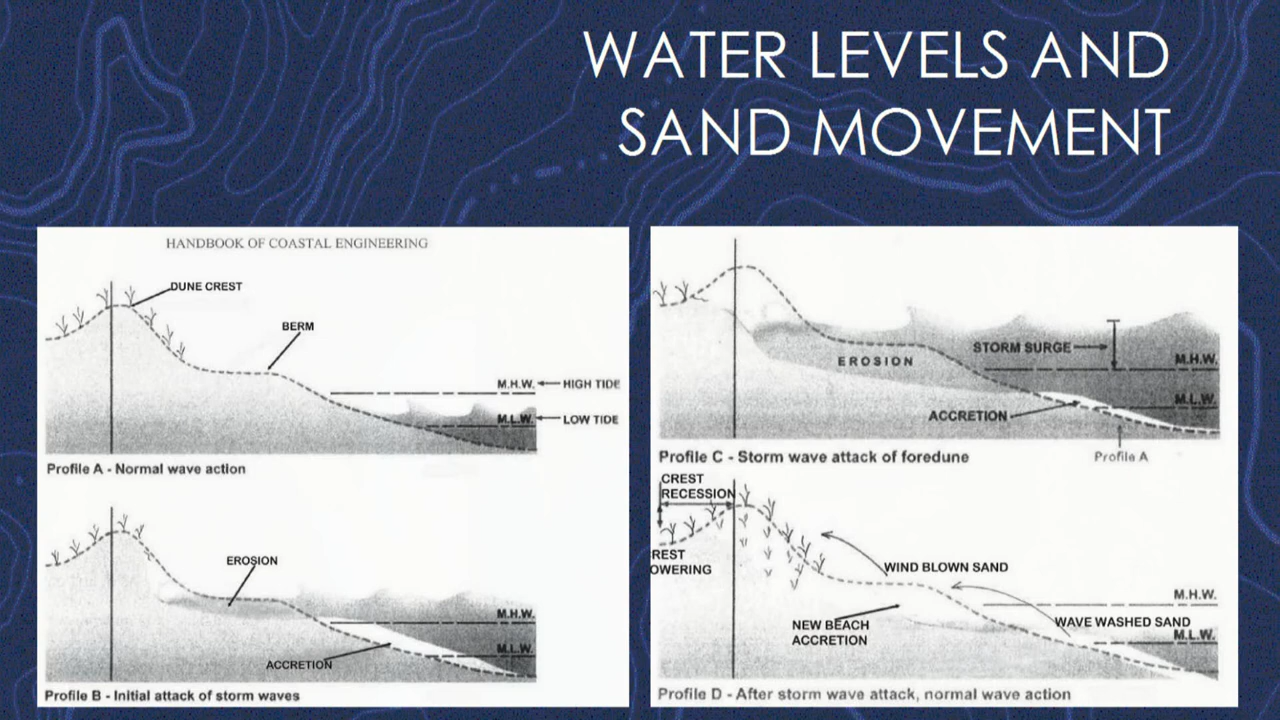 WATER LEVELS AND
SAND MOVEMENT
HANDBOOK OF COASTAL ENGINEERING
DUNE CREST
BERM
M.H.W.
HIGH TIDE
M.L.W.
LOW TIDE
Profile A - Normal wave action
EROSION
M.H.W.
M.L.W.
ACCRETION
Profile B - Initial attack of storm waves
STORM SURGE
EROSION
M.H.W.
M.L.W.
ACCRETION
Profile C - Storm wave attack of foredune
Profile A
CREST
RECESSION
REST
OWERING
WIND BLOWN SAND
M.H.W.
NEW BEACH
ACCRETION
WAVE WASHED SAND
M.L.W.
Profile D - After storm wave attack, normal wave action